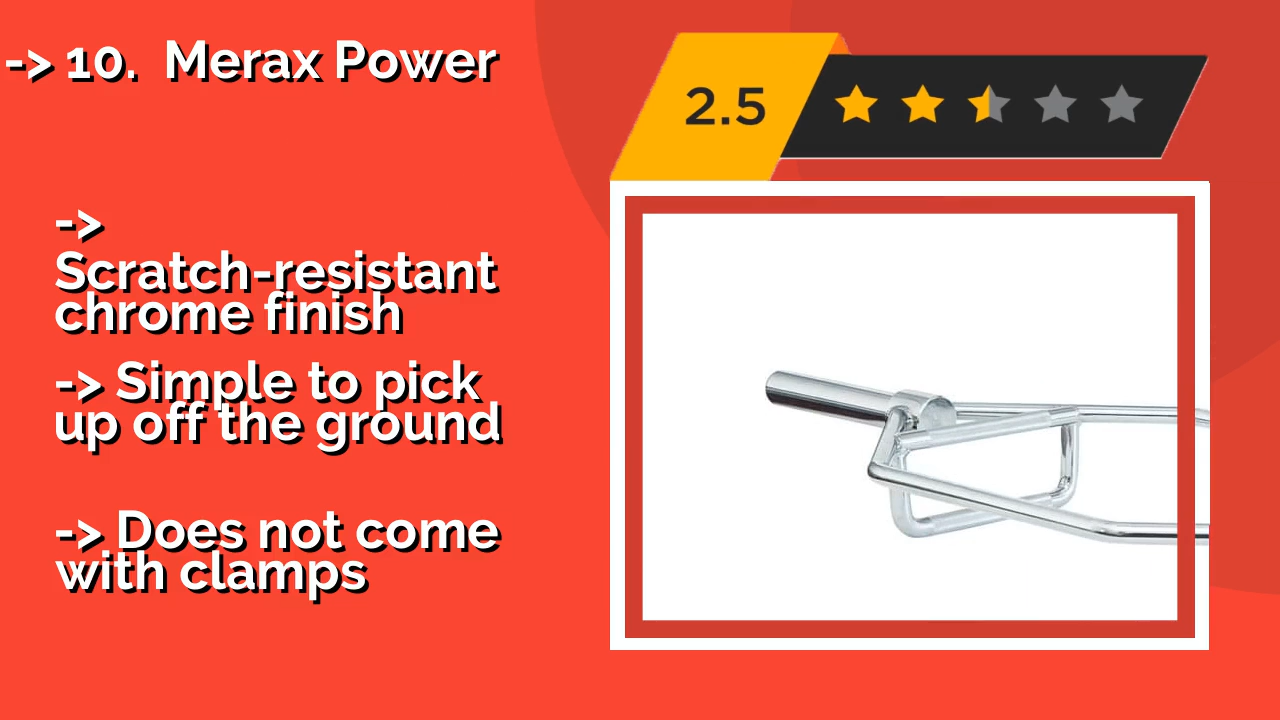 -> 10.  Merax Power
2.5
->
Scratch-resistant
chrome finish
-> Simple to pick
up off the ground
-> Does not come
with clamps